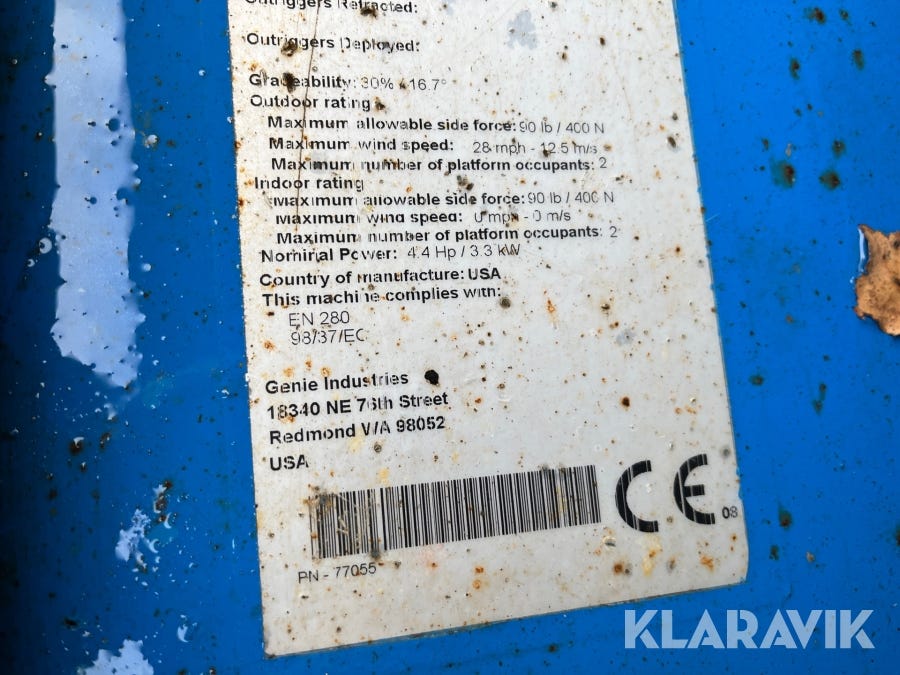 Outriggers Retracted:
Outriggers Deployed:
Gradeability: 30% / 16.7°
Outdoor rating
Maximum allowable side force: 90 lb / 400 N
Maximum wind speed: 28 mph - 12.5 m/s
Maximum number of platform occupants: 2
Indoor rating
Maximum allowable side force: 90 lb / 400 N
Maximum wind speed: 0 mph - 0 m/s
Maximum number of platform occupants: 2
Nominal Power: 4.4 Hp / 3.3 kW
Country of manufacture: USA
This machine complies with:
EN 280
98/37/EC
Genie Industries
18340 NE 76th Street
Redmond WA 98052
USA
CE 08
PN - 77055
KLARAVIK